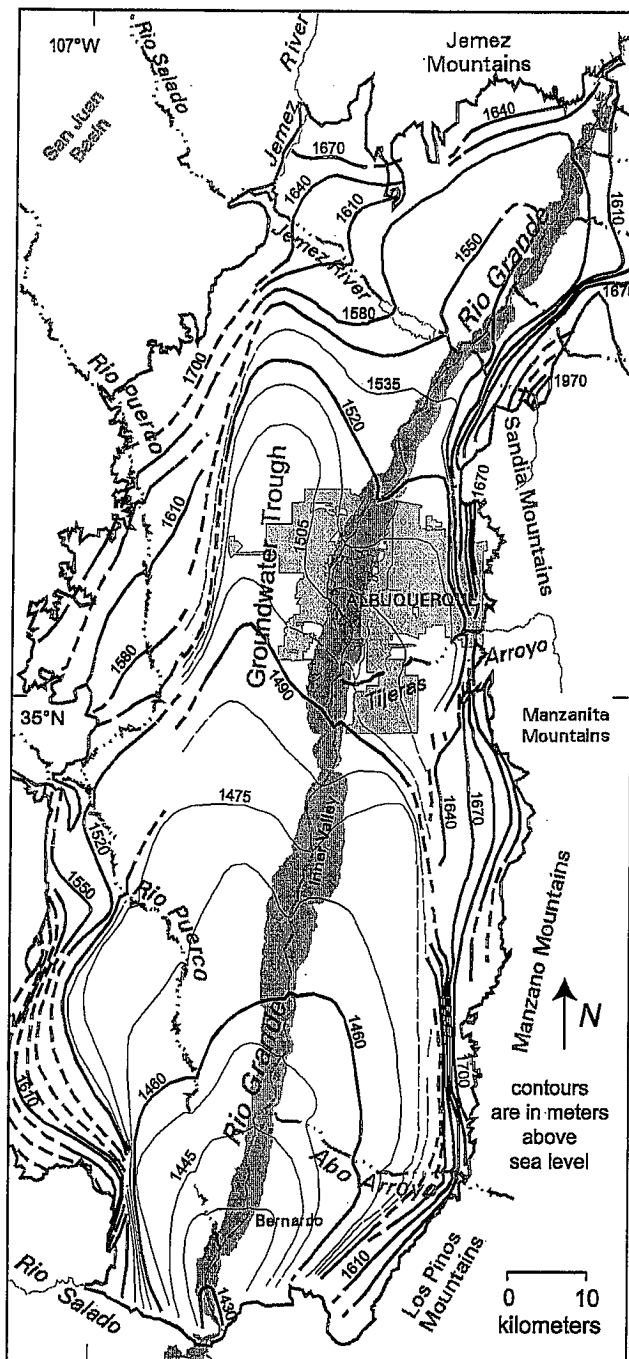 107°W
Rio Salado
River
Jemez
Mountains
San Juan
Basin
Jemez
1670
1640
1640
1610
1610
Jemez River
1580
1550
Rio Grande
1670
1700
Rio Puerco
1535
1520
1970
Sandia Mountains
1670
1610
Groundwater Trough
1505
ALBUQUERQ
1580
Arroyo
Tijeras
1490
35°N
Manzanita
Mountains
1475
1640
1670
1520
1550
Inner Valley
Rio Puerco
Manzano Mountains
N
1460
1460
1700
1610
Rio Grande
contours
are in meters
above
sea level
1445
Abo
Arroyo
Bernardo
1610
Los Pinos
Mountains
Rio Salado
1430
0 10
kilometers